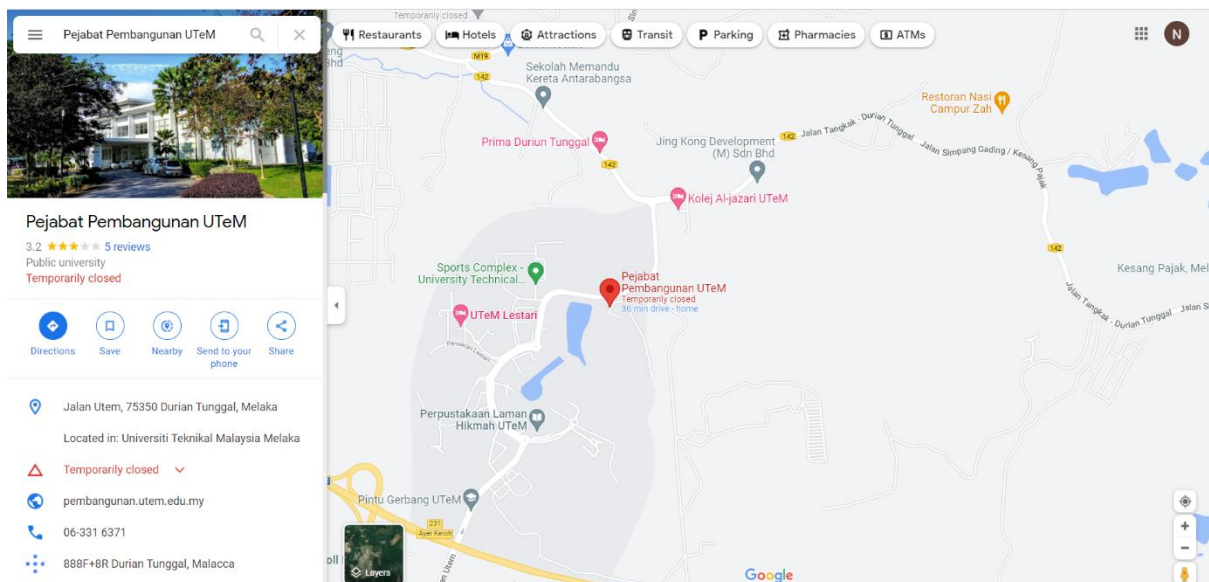 Pejabat Pembangunan UTeM
Pejabat Pembangunan UTeM
3.2
5 reviews
Public university
Temporarily closed
Directions
Save
Nearby
Send to your
phone
Share
Jalan Utem, 75350 Durian Tunggal, Melaka
Located in: Universiti Teknikal Malaysia Melaka
Temporarily closed
pembangunan.utem.edu.my
06-331 6371
888F+8R Durian Tunggal, Malacca
Temporarily closed
Restaurants
Hotels
Attractions
Transit
Parking
Pharmacies
ATMs
N
M19
142
Sekolah Memandu
Kereta Antarabangsa
Restoran Nasi
Campur Zah
Prima Duriun Tunggal
142
Jing Kong Development
(M) Sdn Bhd
142
Jalan Tangkak - Durian Tunggal
Jalan Simpang Gading / Kesang Pajak
Kolej Al-jazari UTeM
142
Kesang Pajak, Mel
Jalan Tangkak - Durian Tunggal
Jalan Si
Sports Complex -
University Technical...
Pejabat
Pembangunan UTeM
Temporarily closed
36 min drive - home
UTeM Lestari
Persiaran Lestari
Perpustakaan Laman
Hikmah UTeM
Pintu Gerbang UTeM
231
Ayer Keroh
Utem
Layers
Google